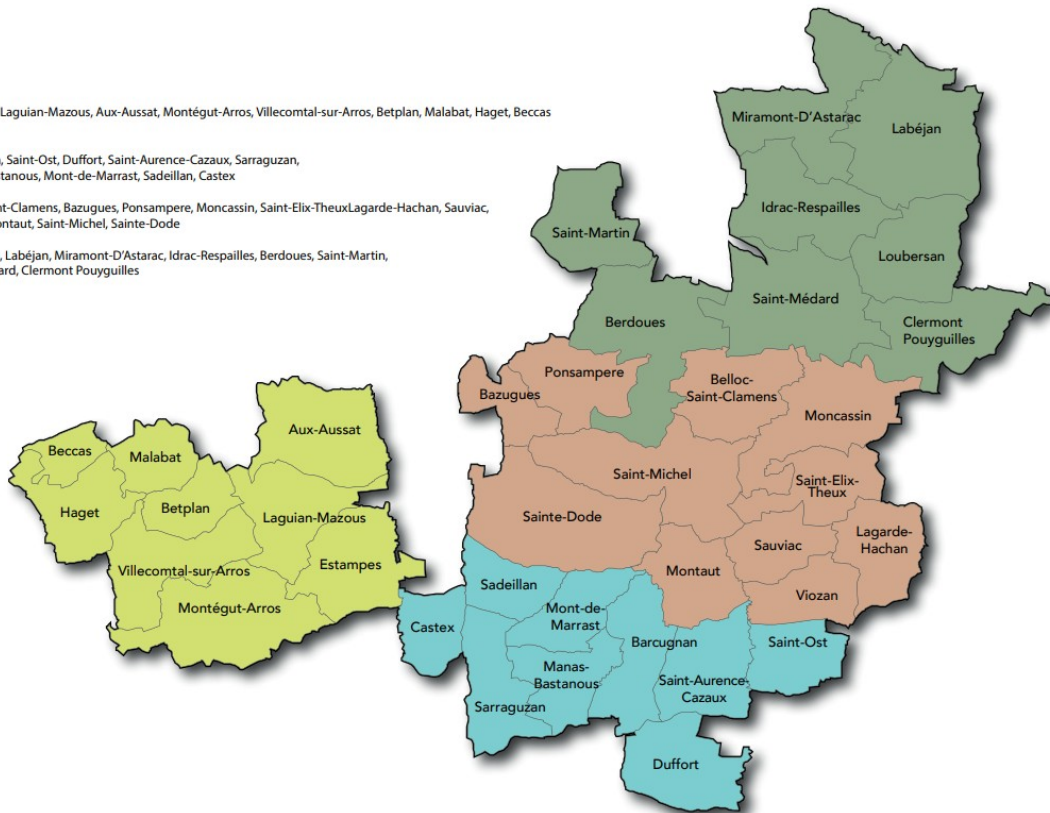 Laguian-Mazous, Aux-Aussat, Montégut-Arros, Villecomtal-sur-Arros, Betplan, Malabat, Haget, Beccas
, Saint-Ost, Duffort, Saint-Aurence-Cazaux, Sarraguzan,
stanous, Mont-de-Marrast, Sadeillan, Castex
nt-Clamens, Bazugues, Ponsampere, Moncassin, Saint-Elix-TheuxLagarde-Hachan, Sauviac,
ontaut, Saint-Michel, Sainte-Dode
, Labéjan, Miramont-D'Astarac, Idrac-Respailles, Berdoues, Saint-Martin,
ard, Clermont Pouyguilles
Miramont-D'Astarac
Labéjan
Idrac-Respailles
Saint-Martin
Loubersan
Saint-Médard
Berdoues
Clermont
Pouyguilles
Ponsampere
Bazugues
Belloc-
Saint-Clamens
Moncassin
Saint-Michel
Saint-Elix-
Theux
Sainte-Dode
Lagarde-
Hachan
Sauviac
Montaut
Viozan
Aux-Aussat
Beccas
Malabat
Haget
Betplan
Laguian-Mazous
Villecomtal-sur-Arros
Estampes
Montégut-Arros
Castex
Sadeillan
Mont-de-
Marrast
Barcugnan
Saint-Ost
Manas-
Bastanous
Saint-Aurence-
Cazaux
Sarraguzan
Duffort